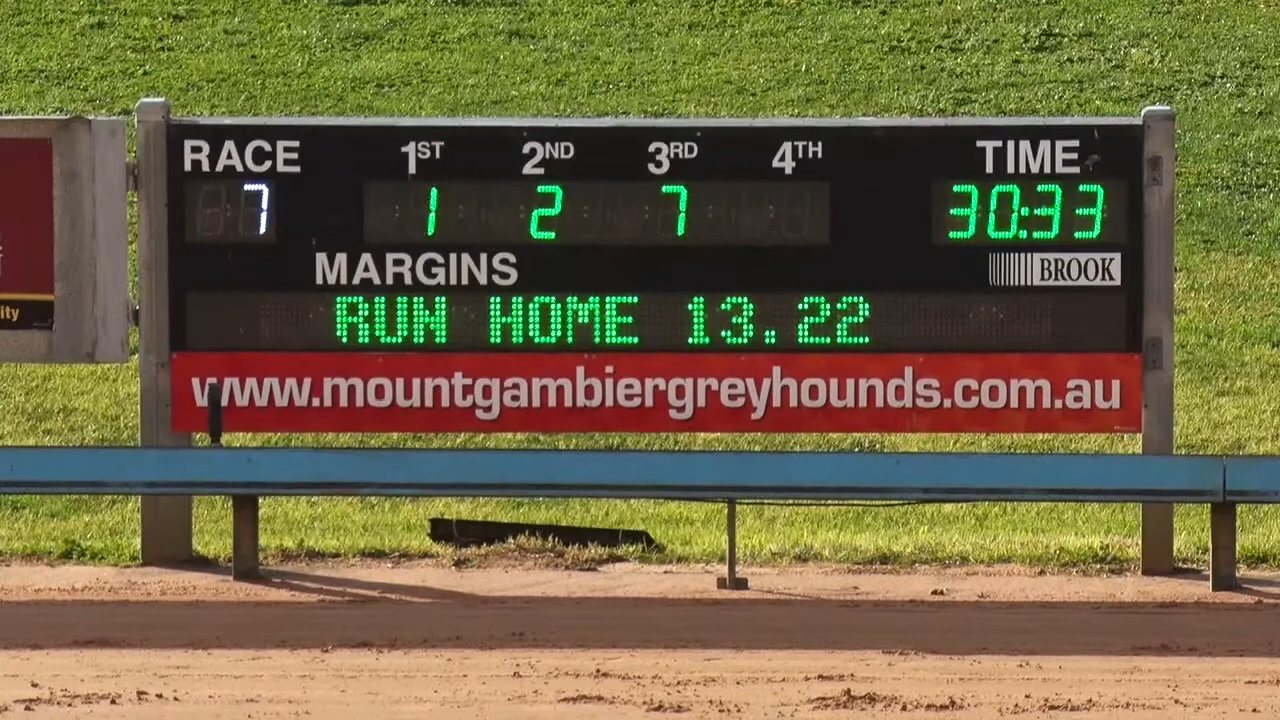 RACE 1ST 2ND 3RD 4TH TIME
7 1 2 7 30:33
MARGINS BROOK
RUN HOME 13.22
www.mountgambiergreyhounds.com.au
ity